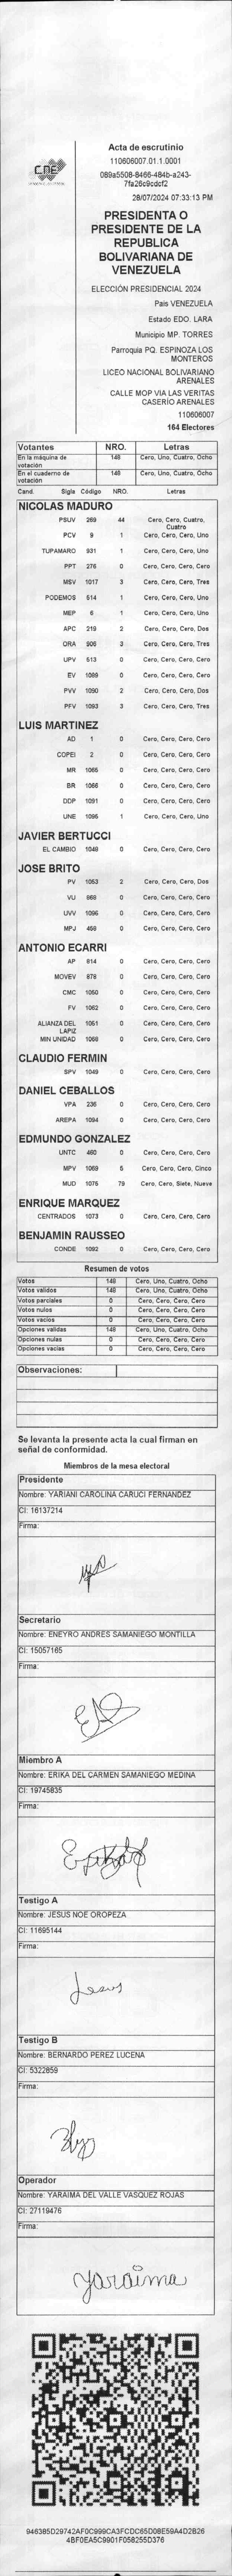 CNE
Acta de escrutinio
110606007.01.1.0001
089a5508-8466-484b-a243-
7fa26c9cdcf2
28/07/2024 07:33:13 PM
PRESIDENTA O
PRESIDENTE DE LA
REPUBLICA
BOLIVARIANA DE
VENEZUELA
ELECCIÓN PRESIDENCIAL 2024
Pais VENEZUELA
Estado EDO. LARA
Municipio MP. TORRES
Parroquia PQ. ESPINOZA LOS
MONTEROS
LICEO NACIONAL BOLIVARIANO
ARENALES
CALLE MOP VIA LAS VERITAS
CASERÍO ARENALES
110606007
164 Electores
Votantes NRO. Letras
En la máquina de votación 148 Cero, Uno, Cuatro, Ocho
En el cuaderno de votación 148 Cero, Uno, Cuatro, Ocho
Cand. Sigla Código NRO. Letras
NICOLAS MADURO
PSUV 269 44 Cero, Cero, Cuatro, Cuatro
PCV 9 1 Cero, Cero, Cero, Uno
TUPAMARO 931 1 Cero, Cero, Cero, Uno
PPT 276 0 Cero, Cero, Cero, Cero
MSV 1017 3 Cero, Cero, Cero, Tres
PODEMOS 514 1 Cero, Cero, Cero, Uno
MEP 6 1 Cero, Cero, Cero, Uno
APC 219 2 Cero, Cero, Cero, Dos
ORA 906 3 Cero, Cero, Cero, Tres
UPV 513 0 Cero, Cero, Cero, Cero
EV 1089 0 Cero, Cero, Cero, Cero
PVV 1090 2 Cero, Cero, Cero, Dos
PFV 1093 3 Cero, Cero, Cero, Tres
LUIS MARTINEZ
AD 1 0 Cero, Cero, Cero, Cero
COPEI 2 0 Cero, Cero, Cero, Cero
MR 1065 0 Cero, Cero, Cero, Cero
BR 1066 0 Cero, Cero, Cero, Cero
DDP 1091 0 Cero, Cero, Cero, Cero
UNE 1095 1 Cero, Cero, Cero, Uno
JAVIER BERTUCCI
EL CAMBIO 1048 0 Cero, Cero, Cero, Cero
JOSE BRITO
PV 1053 2 Cero, Cero, Cero, Dos
VU 868 0 Cero, Cero, Cero, Cero
UVV 1096 0 Cero, Cero, Cero, Cero
MPJ 458 0 Cero, Cero, Cero, Cero
ANTONIO ECARRI
AP 814 0 Cero, Cero, Cero, Cero
MOVEV 878 0 Cero, Cero, Cero, Cero
CMC 1050 0 Cero, Cero, Cero, Cero
FV 1062 0 Cero, Cero, Cero, Cero
ALIANZA DEL LAPIZ 1051 0 Cero, Cero, Cero, Cero
MIN UNIDAD 1068 0 Cero, Cero, Cero, Cero
CLAUDIO FERMIN
SPV 1049 0 Cero, Cero, Cero, Cero
DANIEL CEBALLOS
VPA 236 0 Cero, Cero, Cero, Cero
AREPA 1094 0 Cero, Cero, Cero, Cero
EDMUNDO GONZALEZ
UNTC 460 0 Cero, Cero, Cero, Cero
MPV 1069 5 Cero, Cero, Cero, Cinco
MUD 1075 79 Cero, Cero, Siete, Nueve
ENRIQUE MARQUEZ
CENTRADOS 1073 0 Cero, Cero, Cero, Cero
BENJAMIN RAUSSEO
CONDE 1092 0 Cero, Cero, Cero, Cero
Resumen de votos
Votos 148 Cero, Uno, Cuatro, Ocho
Votos validos 148 Cero, Uno, Cuatro, Ocho
Votos parciales 0 Cero, Cero, Cero, Cero
Votos nulos 0 Cero, Cero, Cero, Cero
Votos vacios 0 Cero, Cero, Cero, Cero
Opciones validas 148 Cero, Uno, Cuatro, Ocho
Opciones nulas 0 Cero, Cero, Cero, Cero
Opciones vacias 0 Cero, Cero, Cero, Cero
Observaciones:
Se levanta la presente acta la cual firman en
señal de conformidad.
Miembros de la mesa electoral
Presidente
Nombre: YARIANI CAROLINA CARUCI FERNANDEZ
CI: 16137214
Firma:
Secretario
Nombre: ENEYRO ANDRES SAMANIEGO MONTILLA
CI: 15057165
Firma:
Miembro A
Nombre: ERIKA DEL CARMEN SAMANIEGO MEDINA
CI: 19745835
Firma:
Testigo A
Nombre: JESUS NOE OROPEZA
CI: 11695144
Firma:
Jesus
Testigo B
Nombre: BERNARDO PEREZ LUCENA
CI: 5322859
Firma:
Operador
Nombre: YARAIMA DEL VALLE VASQUEZ ROJAS
CI: 27119476
Firma:
yaraima
946385D29742AF0C999CA3FCDC65D08E59A4D2B26
4BF0EA5C9901F058255D376